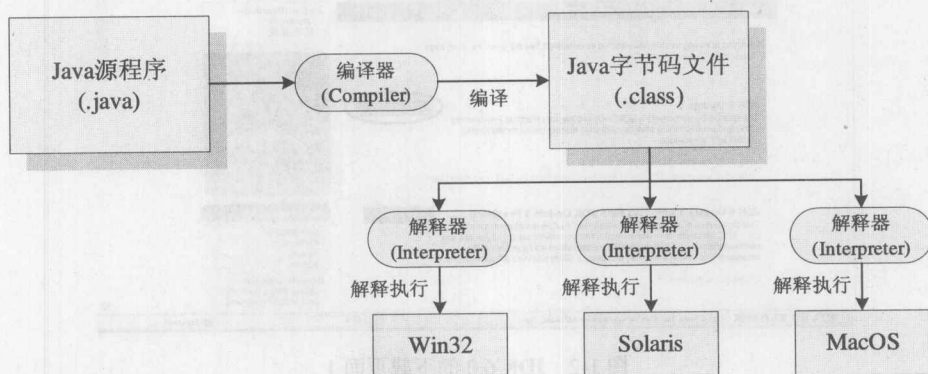 Java源程序
(.java)
编译器
(Compiler)
编译
Java字节码文件
(.class)
解释器
(Interpreter)
解释器
(Interpreter)
解释器
(Interpreter)
解释执行
解释执行
解释执行
Win32
Solaris
MacOS